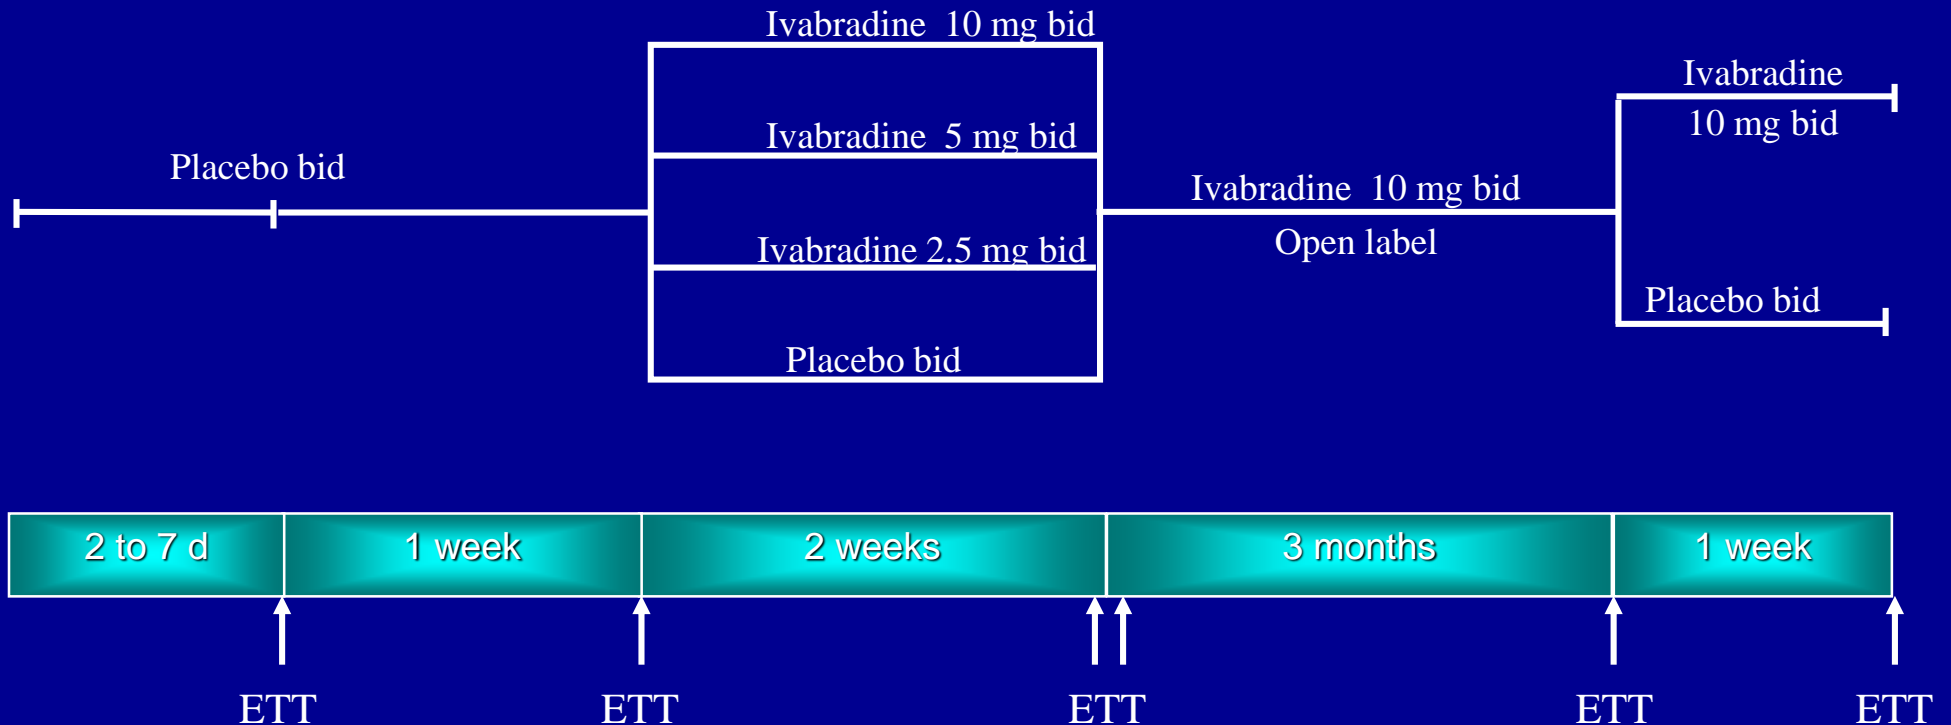 Ivabradine 10 mg bid
Ivabradine
10 mg bid
Ivabradine 5 mg bid
Placebo bid
Ivabradine 10 mg bid
Open label
Ivabradine 2.5 mg bid
Placebo bid
Placebo bid
2 to 7 d
1 week
2 weeks
3 months
1 week
ETT
ETT
ETT
ETT
ETT